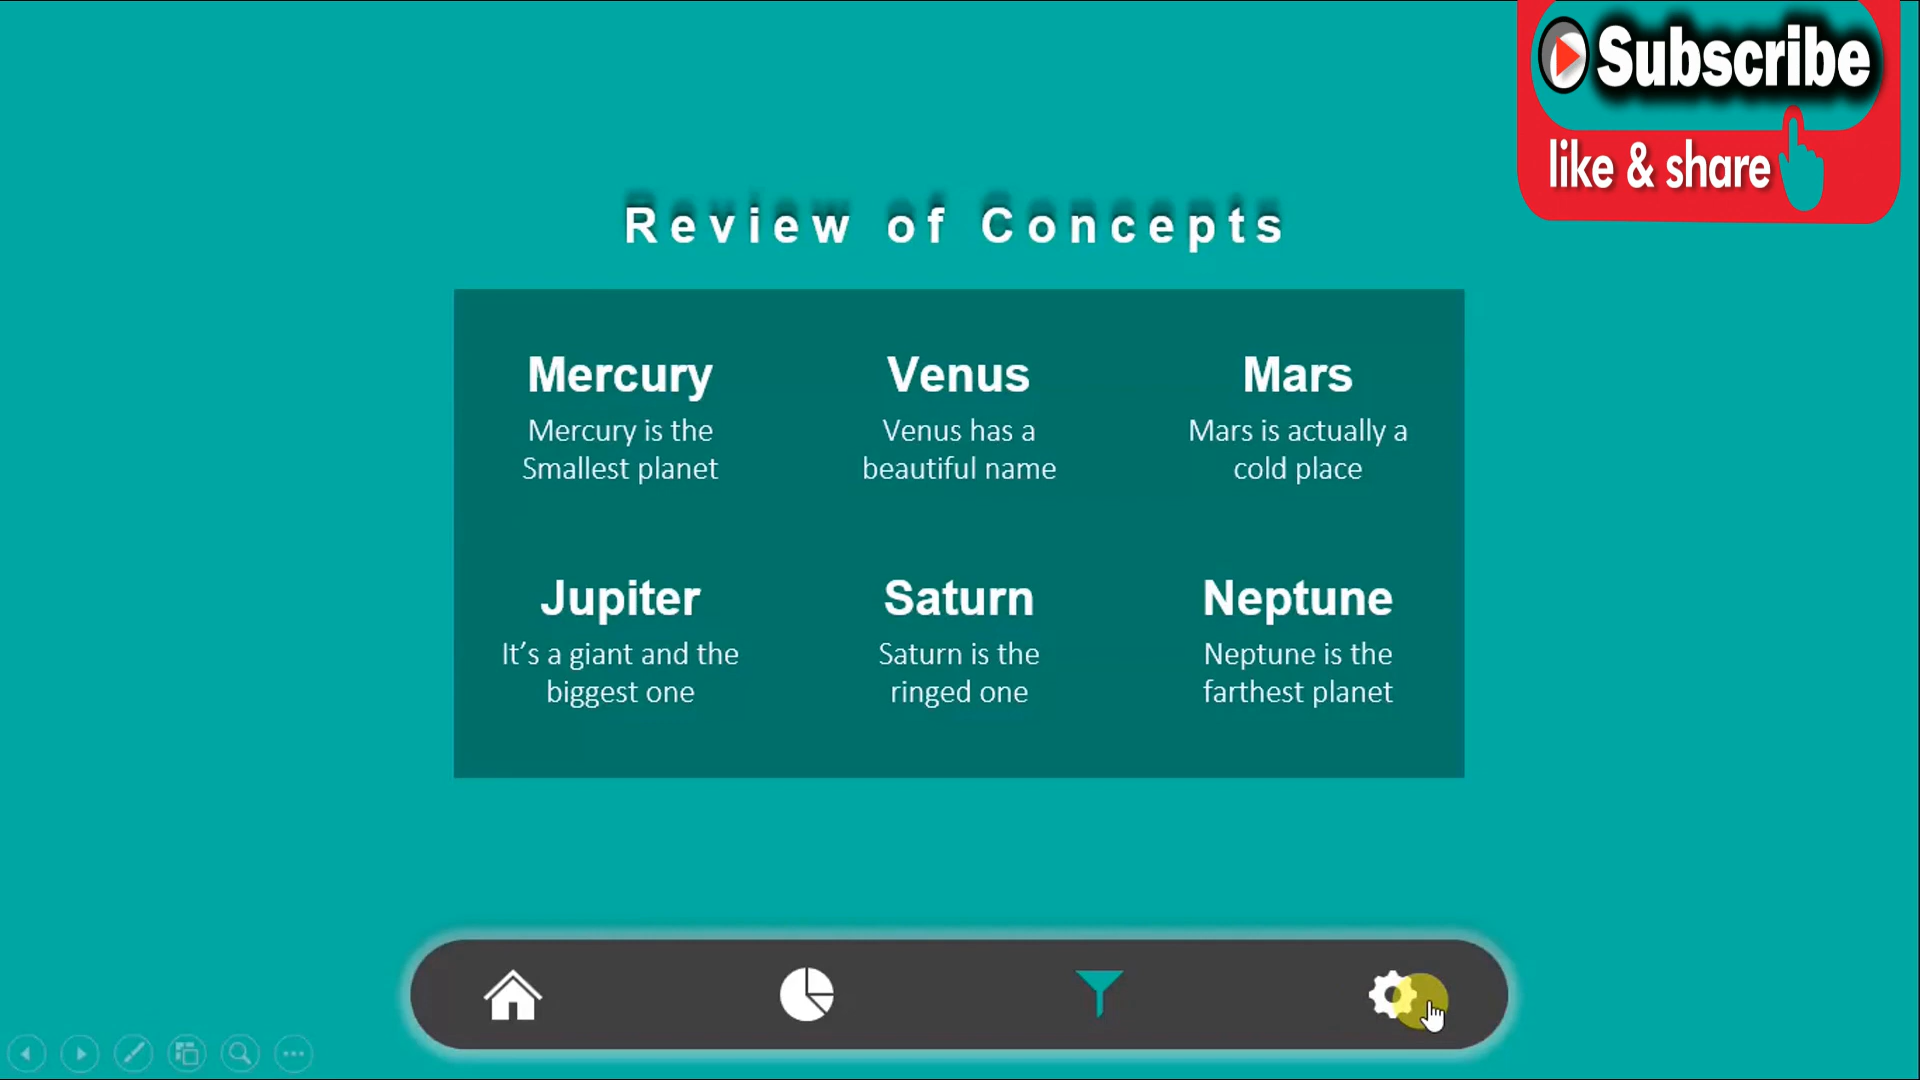 Subscribe
like & share
Review of Concepts
Mercury
Mercury is the
Smallest planet
Venus
Venus has a
beautiful name
Mars
Mars is actually a
cold place
Jupiter
It’s a giant and the
biggest one
Saturn
Saturn is the
ringed one
Neptune
Neptune is the
farthest planet